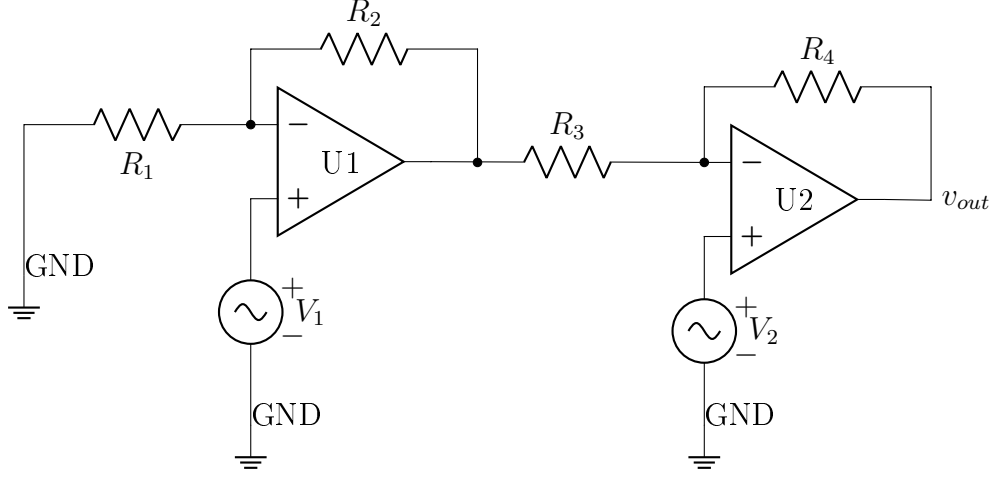 R2
R4
R1
−
U1
+
R3
−
U2
+
vout
GND
+
V1
−
+
V2
−
GND
GND